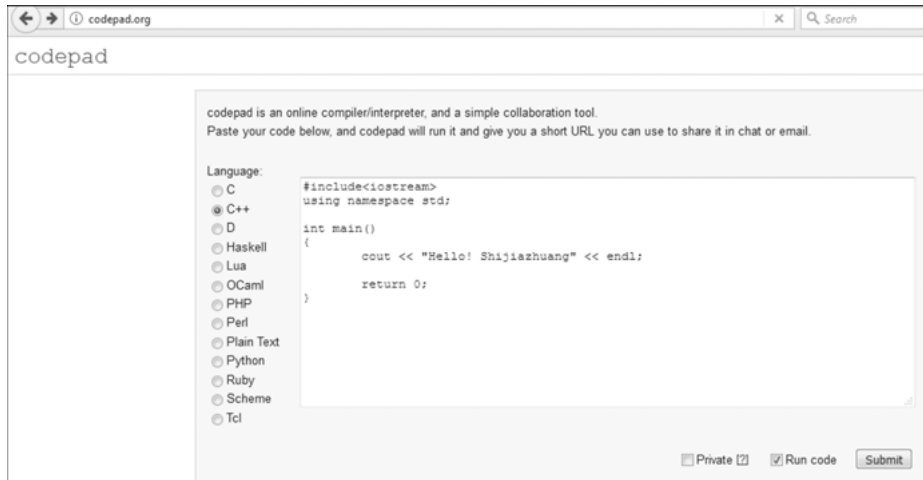 codepad.org
Search
codepad
codepad is an online compiler/interpreter, and a simple collaboration tool.
Paste your code below, and codepad will run it and give you a short URL you can use to share it in chat or email.
Language:
C
C++
D
Haskell
Lua
OCaml
PHP
Perl
Plain Text
Python
Ruby
Scheme
Tcl
#include<iostream>
using namespace std;
int main()
{
cout << "Hello! Shijiazhuang" << endl;
return 0;
}
Private [?]
Run code
Submit